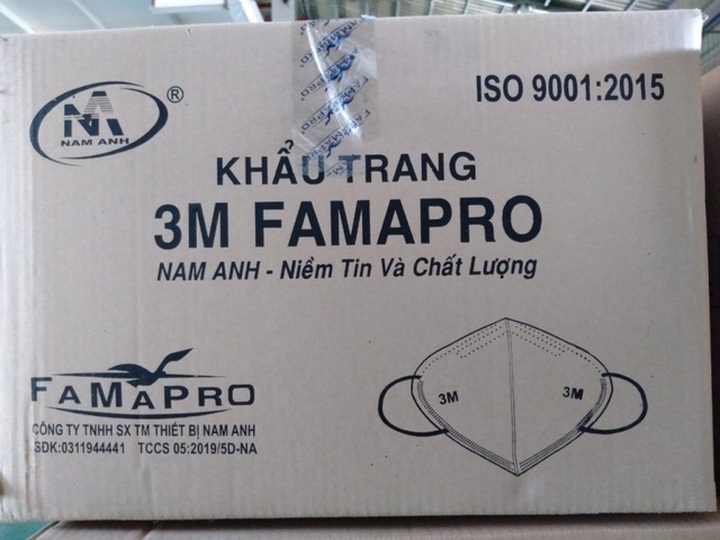 NAM ANH
®
ISO 9001:2015
FAMAPRO
KHẨU TRANG
3M FAMAPRO
NAM ANH - Niềm Tin Và Chất Lượng
FAMAPRO
CÔNG TY TNHH SX TM THIẾT BỊ NAM ANH
SĐK:0311944441 TCCS 05:2019/5D-NA
3M
3M